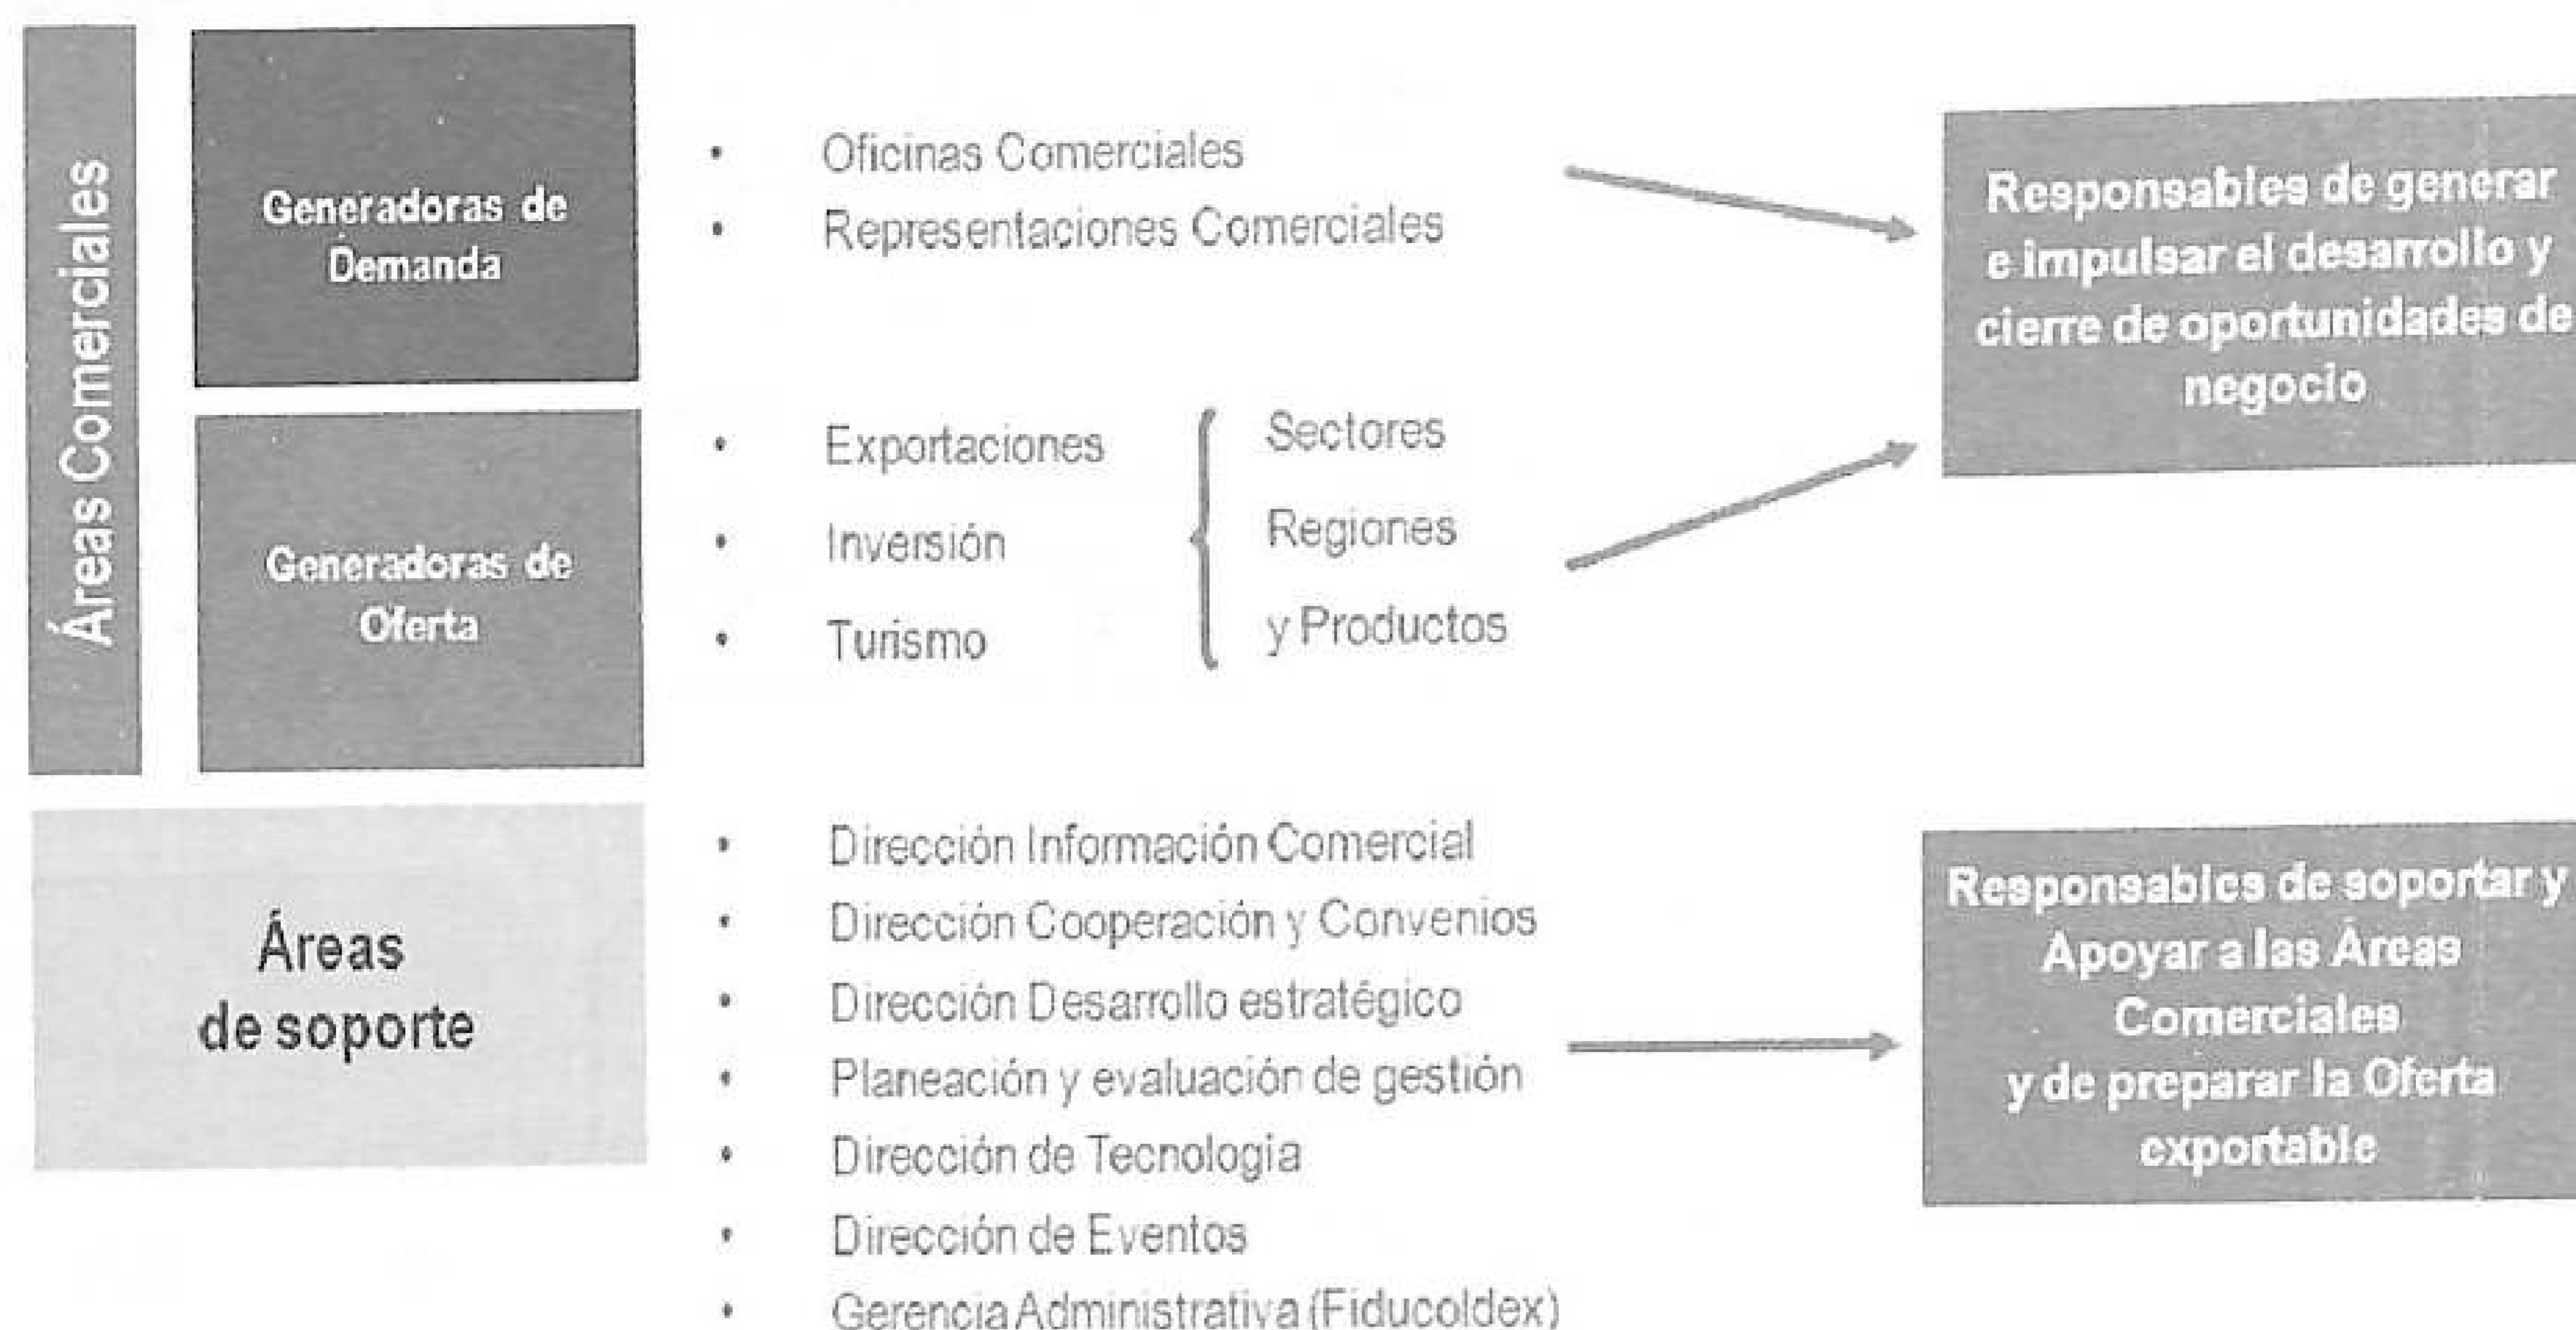 Áreas Comerciales
Generadoras de
Demanda
• Oficinas Comerciales
• Representaciones Comerciales
Responsables de generar
e impulsar el desarrollo y
cierre de oportunidades de
negocio
Generadoras de
Oferta
• Exportaciones
• Inversión
• Turismo
Sectores
Regiones
y Productos
Áreas
de soporte
• Dirección Información Comercial
• Dirección Cooperación y Convenios
• Dirección Desarrollo estratégico
• Planeación y evaluación de gestión
• Dirección de Tecnología
• Dirección de Eventos
• Gerencia Administrativa (Fiducoldex)
Responsables de soportar y
Apoyar a las Áreas
Comerciales
y de preparar la Oferta
exportable